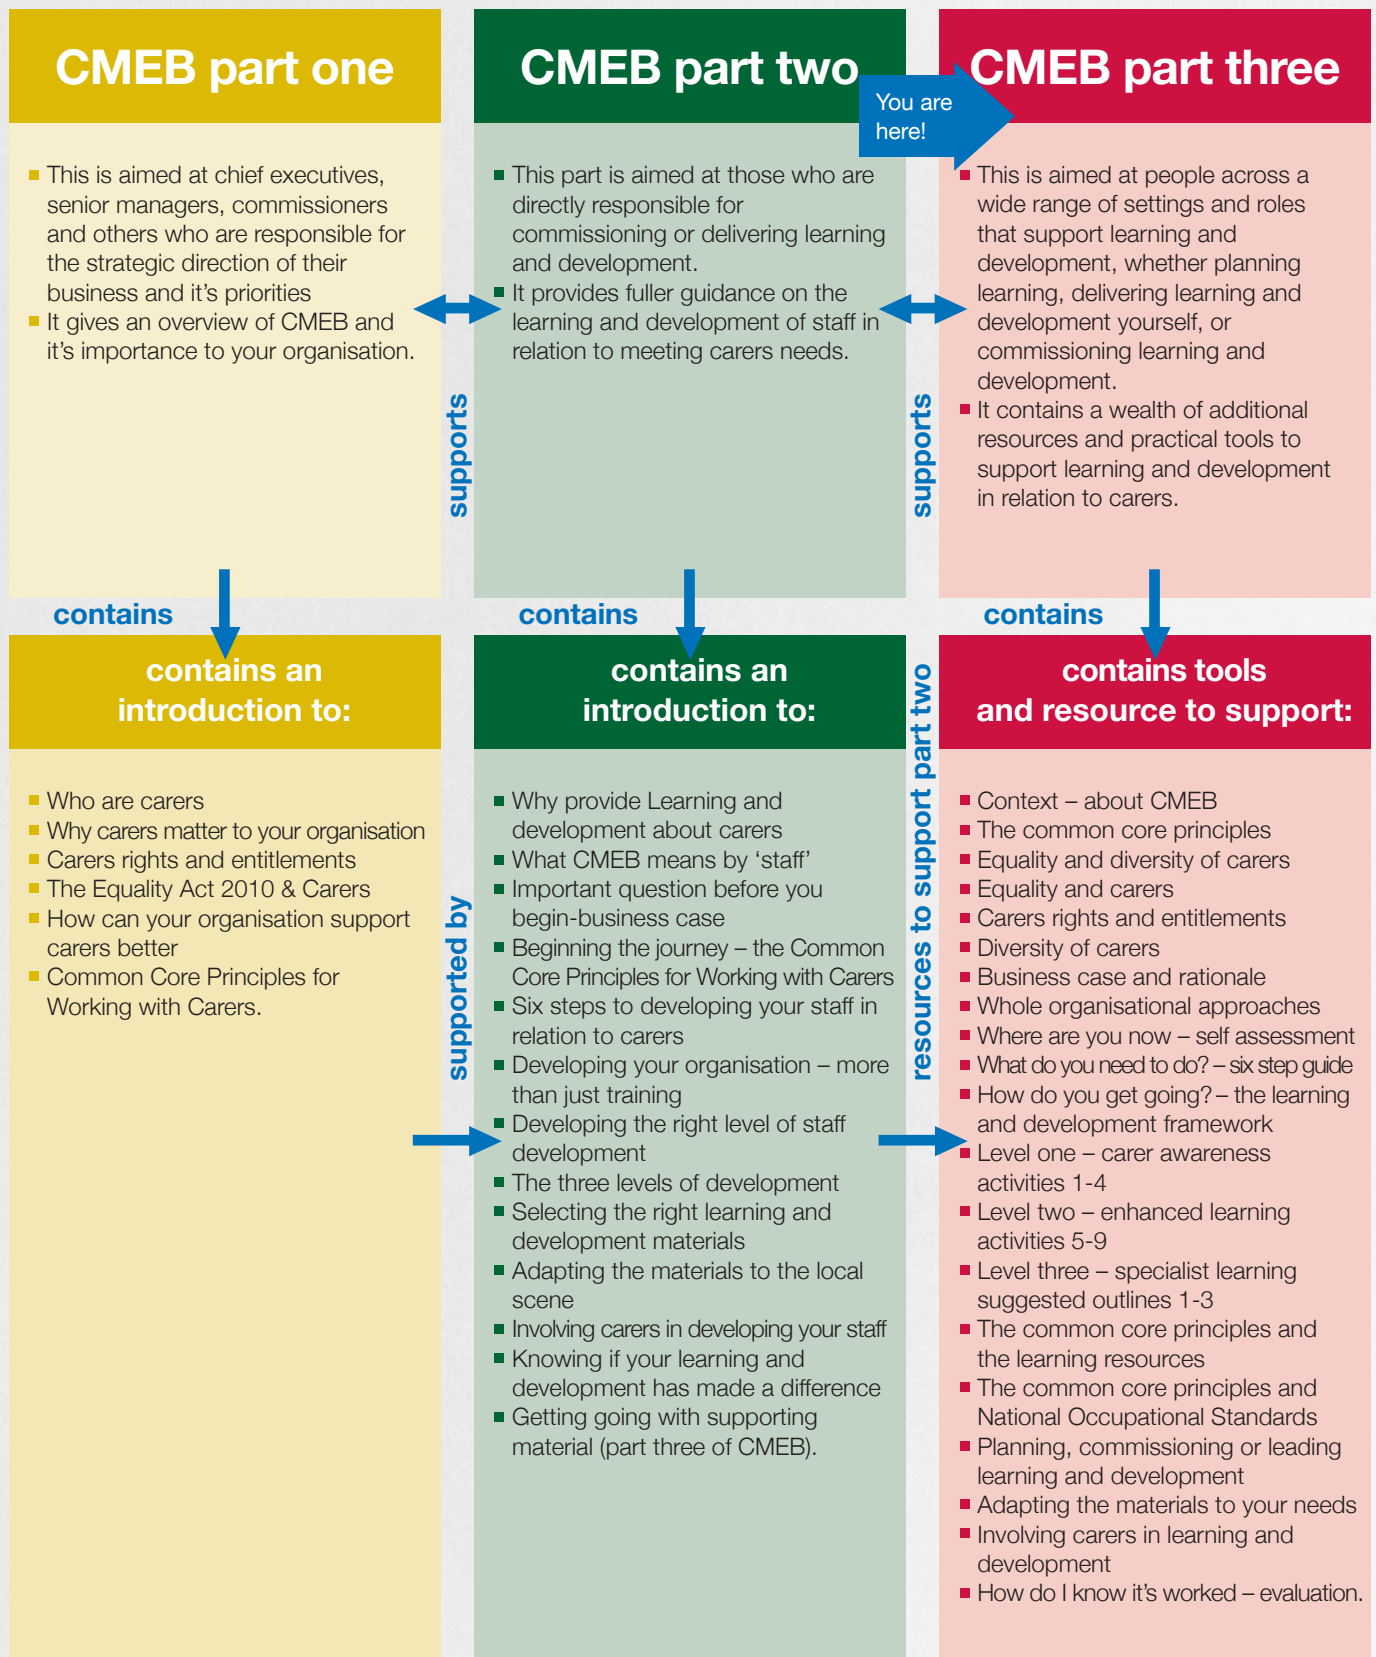 CMEB part one
This is aimed at chief executives,
senior managers, commissioners
and others who are responsible for
the strategic direction of their
business and it's priorities
It gives an overview of CMEB and
it's importance to your organisation.
supports
CMEB part two
This part is aimed at those who are
directly responsible for
commissioning or delivering learning
and development.
It provides fuller guidance on the
learning and development of staff in
relation to meeting carers needs.
supports
You are
here!
CMEB part three
This is aimed at people across a
wide range of settings and roles
that support learning and
development, whether planning
learning, delivering learning and
development yourself, or
commissioning learning and
development.
It contains a wealth of additional
resources and practical tools to
support learning and development
in relation to carers.
contains
contains an
introduction to:
Who are carers
Why carers matter to your organisation
Carers rights and entitlements
The Equality Act 2010 & Carers
How can your organisation support
carers better
Common Core Principles for
Working with Carers.
supported by
contains
contains an
introduction to:
Why provide Learning and
development about carers
What CMEB means by ‘staff’
Important question before you
begin-business case
Beginning the journey – the Common
Core Principles for Working with Carers
Six steps to developing your staff in
relation to carers
Developing your organisation – more
than just training
Developing the right level of staff
development
The three levels of development
Selecting the right learning and
development materials
Adapting the materials to the local
scene
Involving carers in developing your staff
Knowing if your learning and
development has made a difference
Getting going with supporting
material (part three of CMEB).
resources to support part two
contains
contains tools
and resource to support:
Context – about CMEB
The common core principles
Equality and diversity of carers
Equality and carers
Carers rights and entitlements
Diversity of carers
Business case and rationale
Whole organisational approaches
Where are you now – self assessment
What do you need to do? – six step guide
How do you get going? – the learning
and development framework
Level one – carer awareness
activities 1-4
Level two – enhanced learning
activities 5-9
Level three – specialist learning
suggested outlines 1-3
The common core principles and
the learning resources
The common core principles and
National Occupational Standards
Planning, commissioning or leading
learning and development
Adapting the materials to your needs
Involving carers in learning and
development
How do I know it's worked – evaluation.